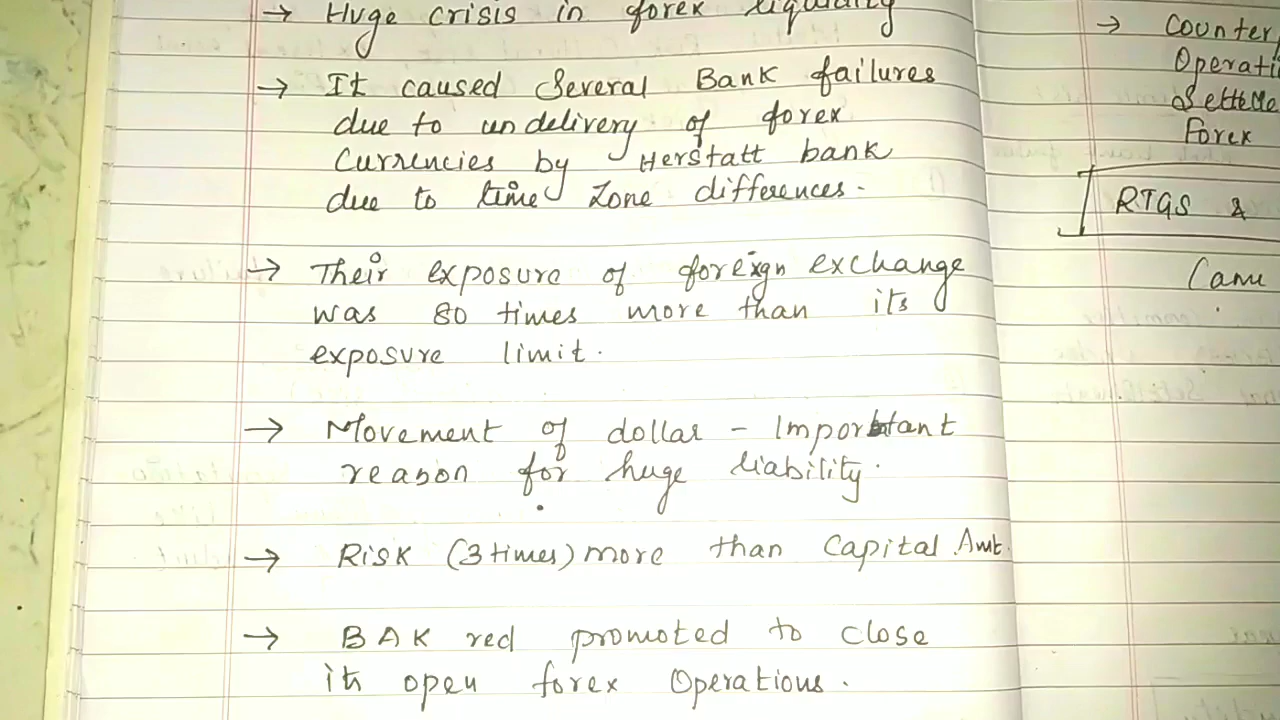 → Huge crisis in forex liquidity
→ It caused Several Bank failures
due to undelivery of forex
Currencies by Herstatt bank
due to time Zone differences.
→ Their exposure of foreign exchange
was 80 times more than its
exposure limit.
→ Movement of dollar - Important
reason for huge liability.
→ Risk (3 times) more than Capital Amt.
→ BAK red promoted to close
its open forex Operations.
→ Counter
Operati
Settle
Forex
RTGS &
Came